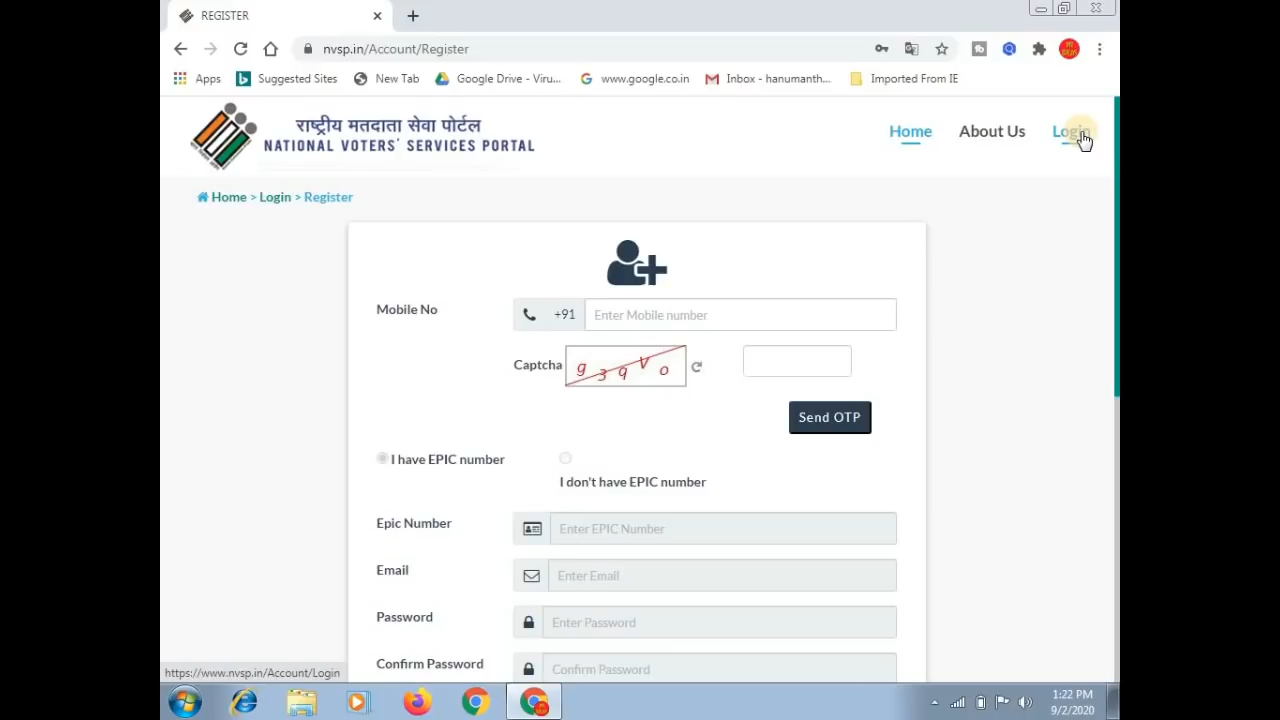 REGISTER
nvsp.in/Account/Register
Apps Suggested Sites New Tab Google Drive - Viru... www.google.co.in Inbox - hanumanth... Imported From IE
राष्ट्रीय मतदाता सेवा पोर्टल
NATIONAL VOTERS' SERVICES PORTAL
Home About Us Login
Home > Login > Register
Mobile No +91 Enter Mobile number
Captcha g 3 q V o
Send OTP
I have EPIC number
I don't have EPIC number
Epic Number Enter EPIC Number
Email Enter Email
Password Enter Password
Confirm Password Confirm Password
https://www.nvsp.in/Account/Login
1:22 PM
9/2/2020